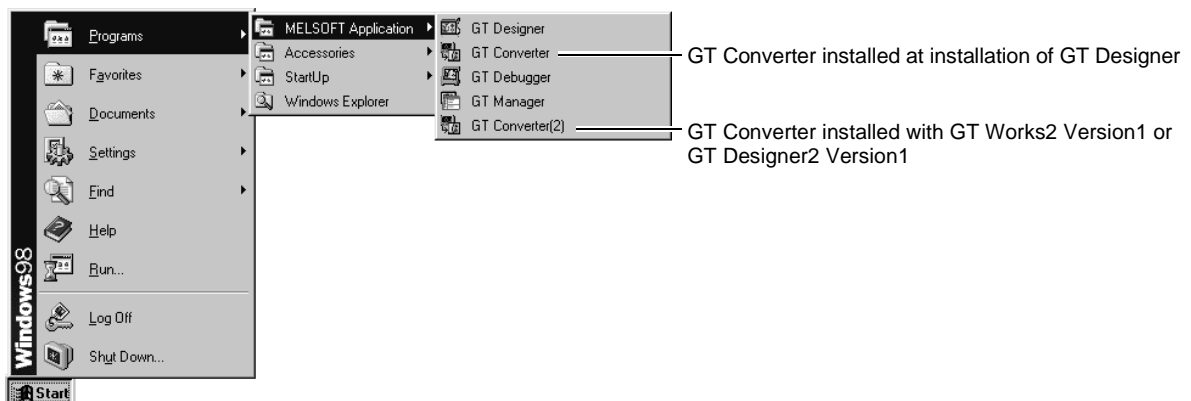 Programs
Favorites
Documents
Settings
Find
Help
Run...
Log Off
Shut Down...
Windows98
Start
MELSOFT Application
Accessories
StartUp
Windows Explorer
GT Designer
GT Converter
GT Debugger
GT Manager
GT Converter(2)
GT Converter installed at installation of GT Designer
GT Converter installed with GT Works2 Version1 or
GT Designer2 Version1